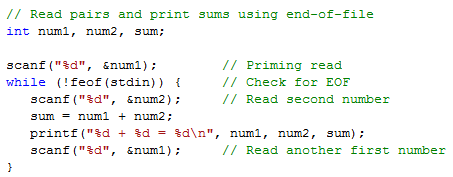 // Read pairs and print sums using end-of-file
int num1, num2, sum;
scanf("%d", &num1);          // Priming read
while (!feof(stdin)) {       // Check for EOF
   scanf("%d", &num2);       // Read second number
   sum = num1 + num2;
   printf("%d + %d = %d\n", num1, num2, sum);
   scanf("%d", &num1);       // Read another first number
}